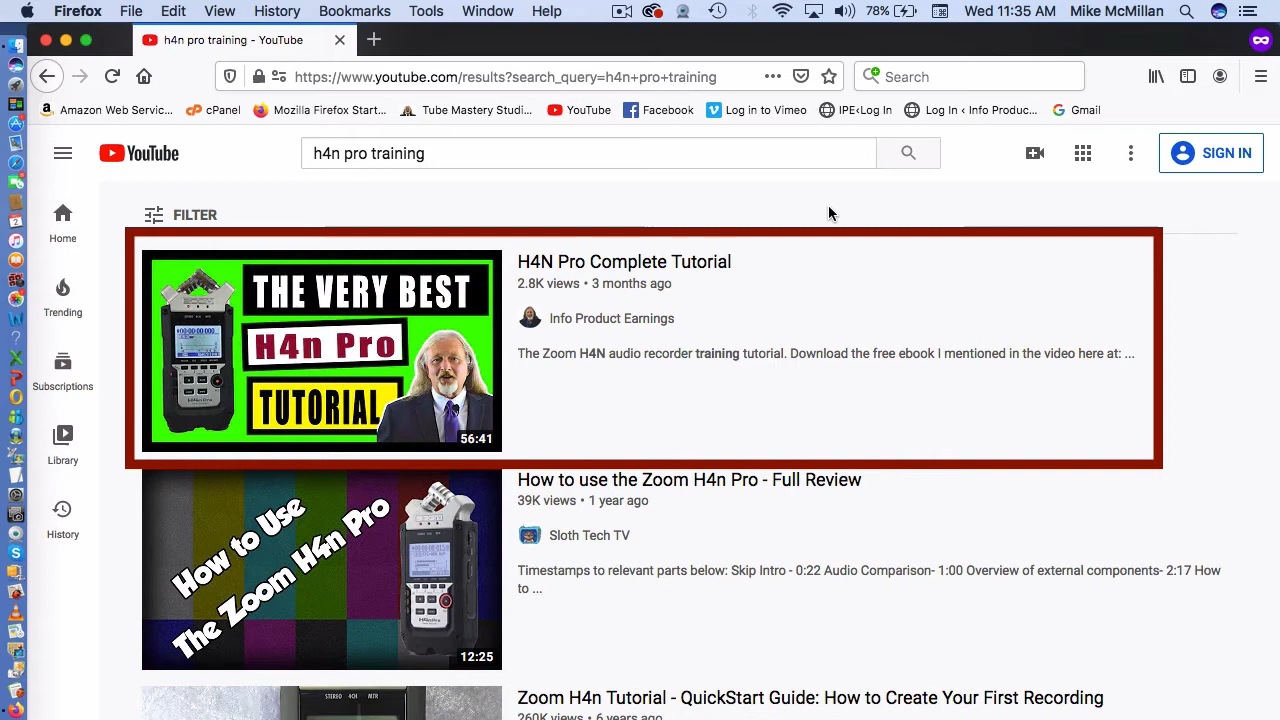 Firefox File Edit View History Bookmarks Tools Window Help 78% Wed 11:35 AM Mike McMillan
h4n pro training - YouTube
https://www.youtube.com/results?search_query=h4n+pro+training Search
Amazon Web Servic... cPanel Mozilla Firefox Start... Tube Mastery Studi... YouTube Facebook Log in to Vimeo IPE<Log In Log In ‹ Info Produc... Gmail
YouTube h4n pro training SIGN IN
FILTER
Home
Trending
Subscriptions
Library
History
THE VERY BEST
H4n Pro
TUTORIAL
56:41
H4N Pro Complete Tutorial
2.8K views • 3 months ago
Info Product Earnings
The Zoom H4N audio recorder training tutorial. Download the free ebook I mentioned in the video here at: ...
How to Use
The Zoom H4n Pro
12:25
How to use the Zoom H4n Pro - Full Review
39K views • 1 year ago
Sloth Tech TV
Timestamps to relevant parts below: Skip Intro - 0:22 Audio Comparison- 1:00 Overview of external components- 2:17 How
to ...
STEREO 4CH MTR
Zoom H4n Tutorial - QuickStart Guide: How to Create Your First Recording
260K views • 6 years ago